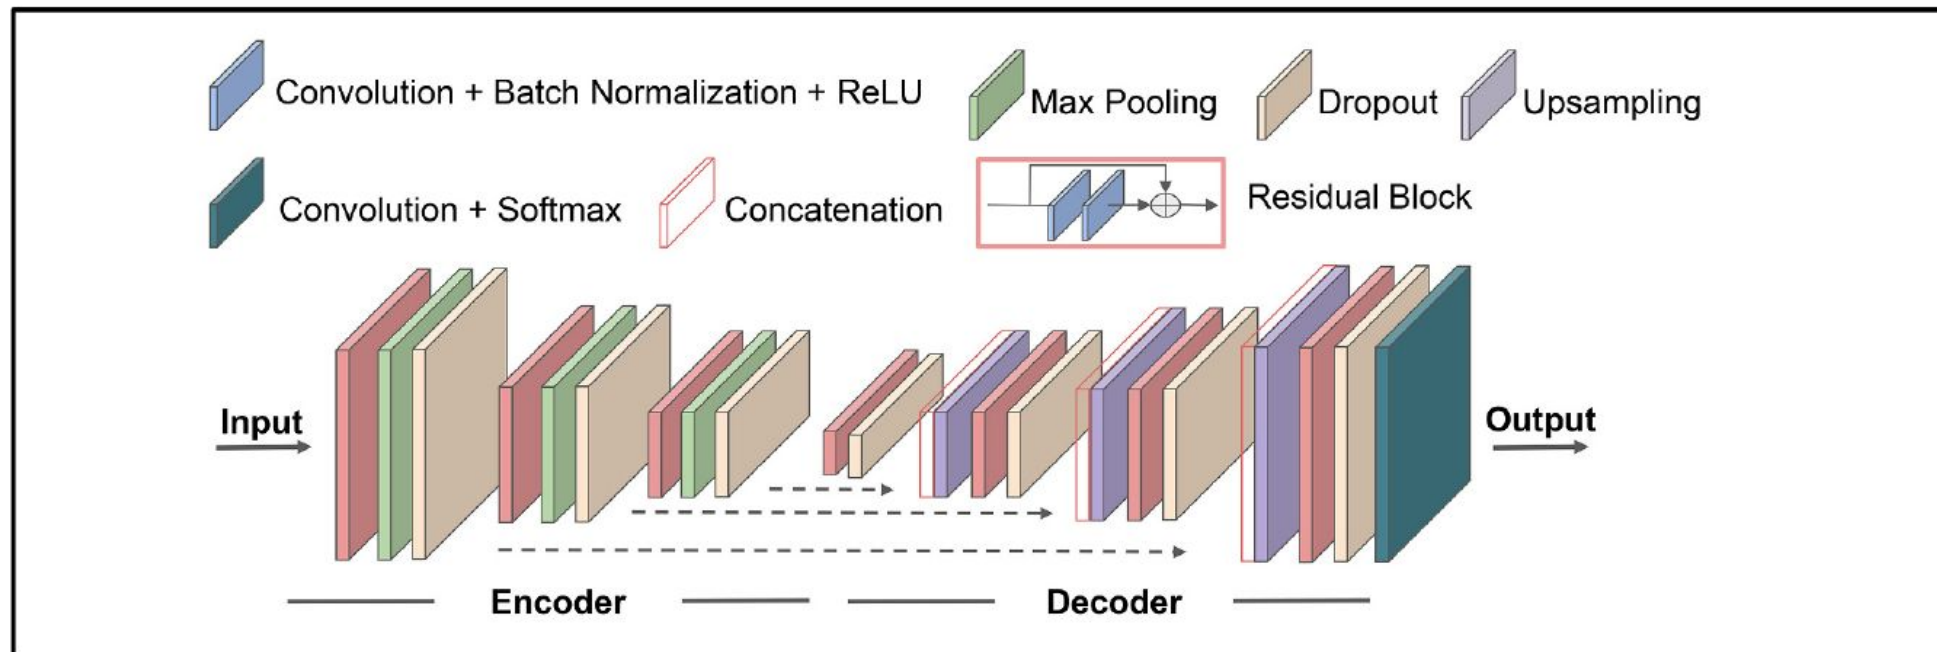 Convolution + Batch Normalization + ReLU
Max Pooling
Dropout
Upsampling
Convolution + Softmax
Concatenation
Residual Block
Input
Output
Encoder
Decoder